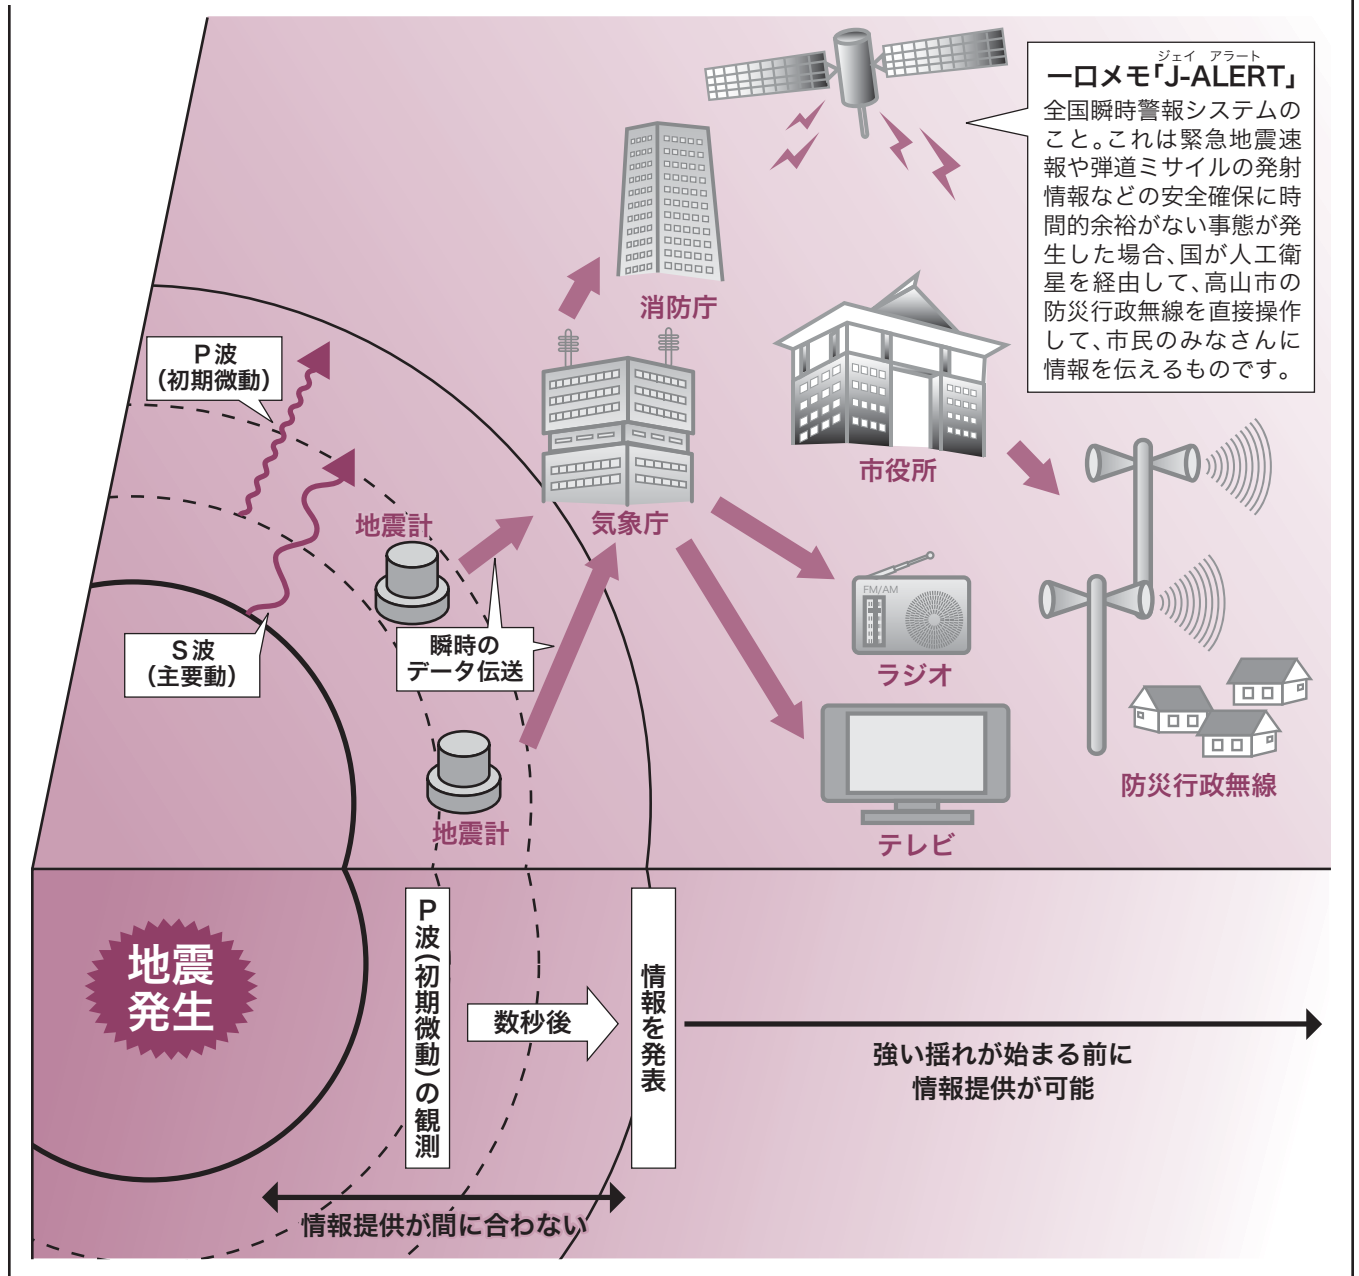 ジェイ アラート
一口メモ「J-ALERT」
全国瞬時警報システムの
こと。これは緊急地震速
報や弾道ミサイルの発射
情報などの安全確保に時
間的余裕がない事態が発
生した場合、国が人工衛
星を経由して、高山市の
防災行政無線を直接操作
して、市民のみなさんに
情報を伝えるものです。
消防庁
P波
(初期微動)
市役所
地震計
気象庁
FM/AM
S波
(主要動)
瞬時の
データ伝送
ラジオ
防災行政無線
地震計
テレビ
地震
発生
P波(初期微動)の観測
数秒後
情報を発表
強い揺れが始まる前に
情報提供が可能
情報提供が間に合わない